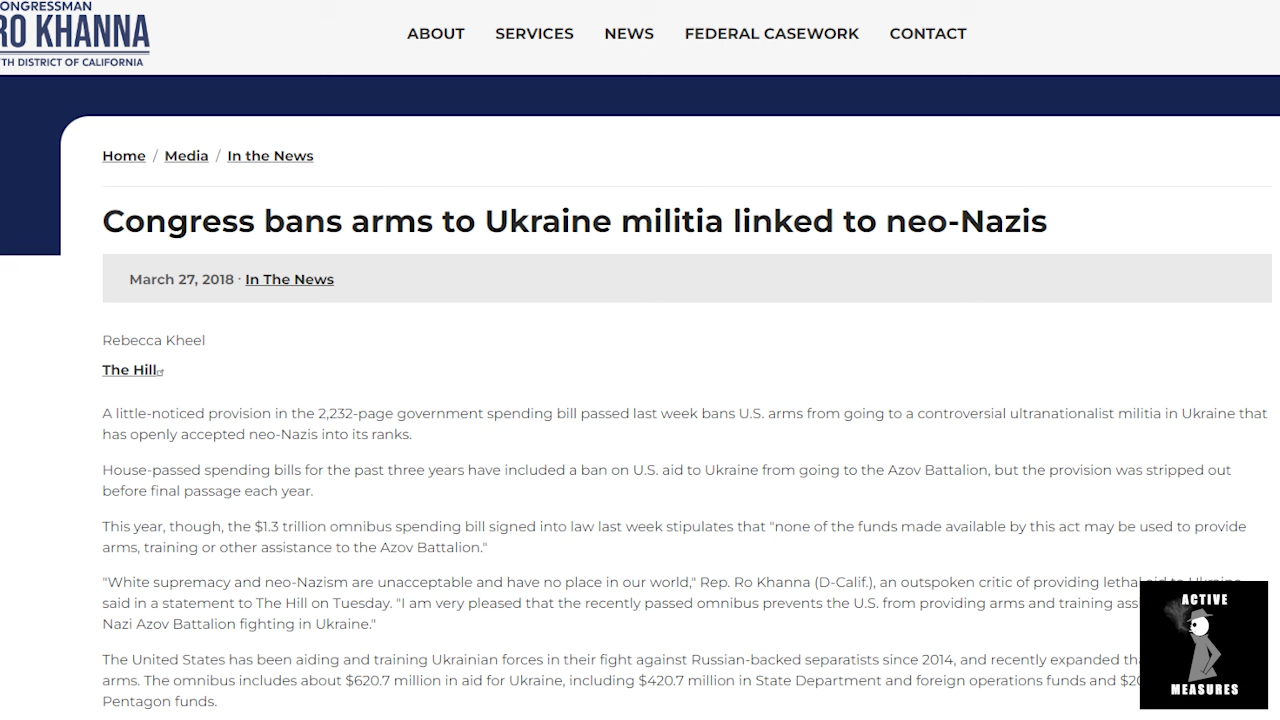 ONGRESSMAN
RO KHANNA
TH DISTRICT OF CALIFORNIA
ABOUT SERVICES NEWS FEDERAL CASEWORK CONTACT
Home / Media / In the News
Congress bans arms to Ukraine militia linked to neo-Nazis
March 27, 2018 · In The News
Rebecca Kheel
The Hill
A little-noticed provision in the 2,232-page government spending bill passed last week bans U.S. arms from going to a controversial ultranationalist militia in Ukraine that
has openly accepted neo-Nazis into its ranks.
House-passed spending bills for the past three years have included a ban on U.S. aid to Ukraine from going to the Azov Battalion, but the provision was stripped out
before final passage each year.
This year, though, the $1.3 trillion omnibus spending bill signed into law last week stipulates that "none of the funds made available by this act may be used to provide
arms, training or other assistance to the Azov Battalion."
"White supremacy and neo-Nazism are unacceptable and have no place in our world," Rep. Ro Khanna (D-Calif.), an outspoken critic of providing lethal aid to Ukraine
said in a statement to The Hill on Tuesday. "I am very pleased that the recently passed omnibus prevents the U.S. from providing arms and training
Nazi Azov Battalion fighting in Ukraine."
The United States has been aiding and training Ukrainian forces in their fight against Russian-backed separatists since 2014, and recently expanded
arms. The omnibus includes about $620.7 million in aid for Ukraine, including $420.7 million in State Department and foreign operations funds and
Pentagon funds.
ACTIVE
MEASURES